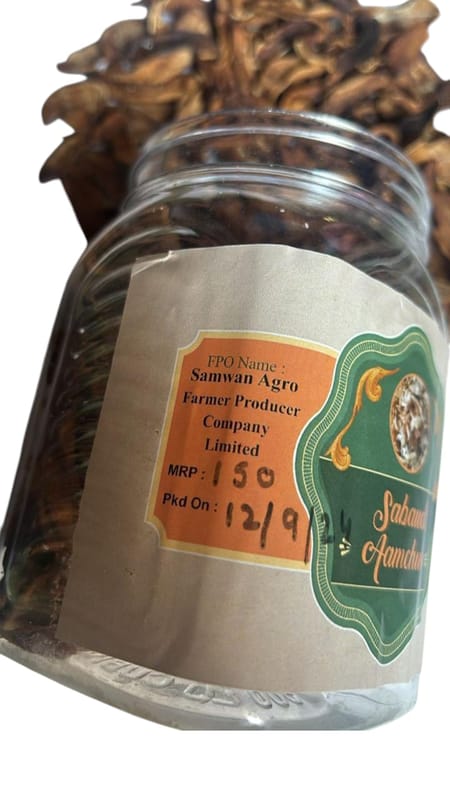 FPO Name :
Samwan Agro
Farmer Producer
Company
Limited
MRP : 150
Pkd On : 12/9/24